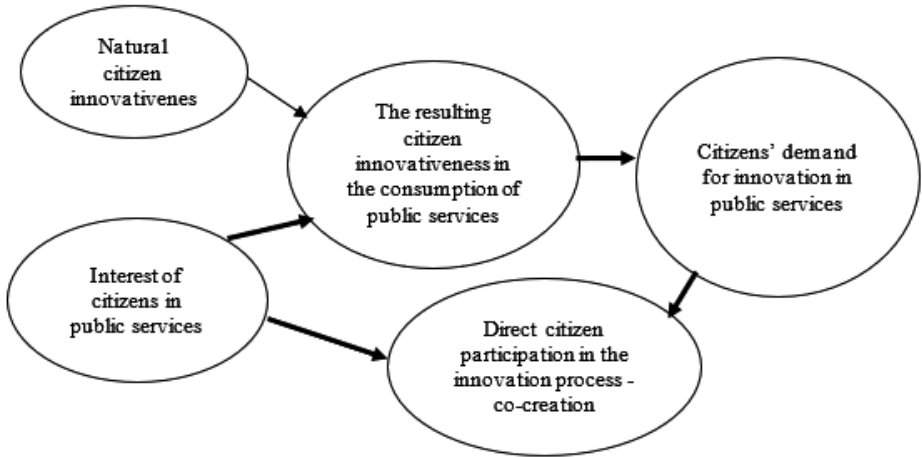 Natural
citizen
innovativenes
The resulting
citizen
innovativeness in
the consumption of
public services
Citizens’ demand
for innovation in
public services
Interest of
citizens in
public services
Direct citizen
participation in the
innovation process -
co-creation